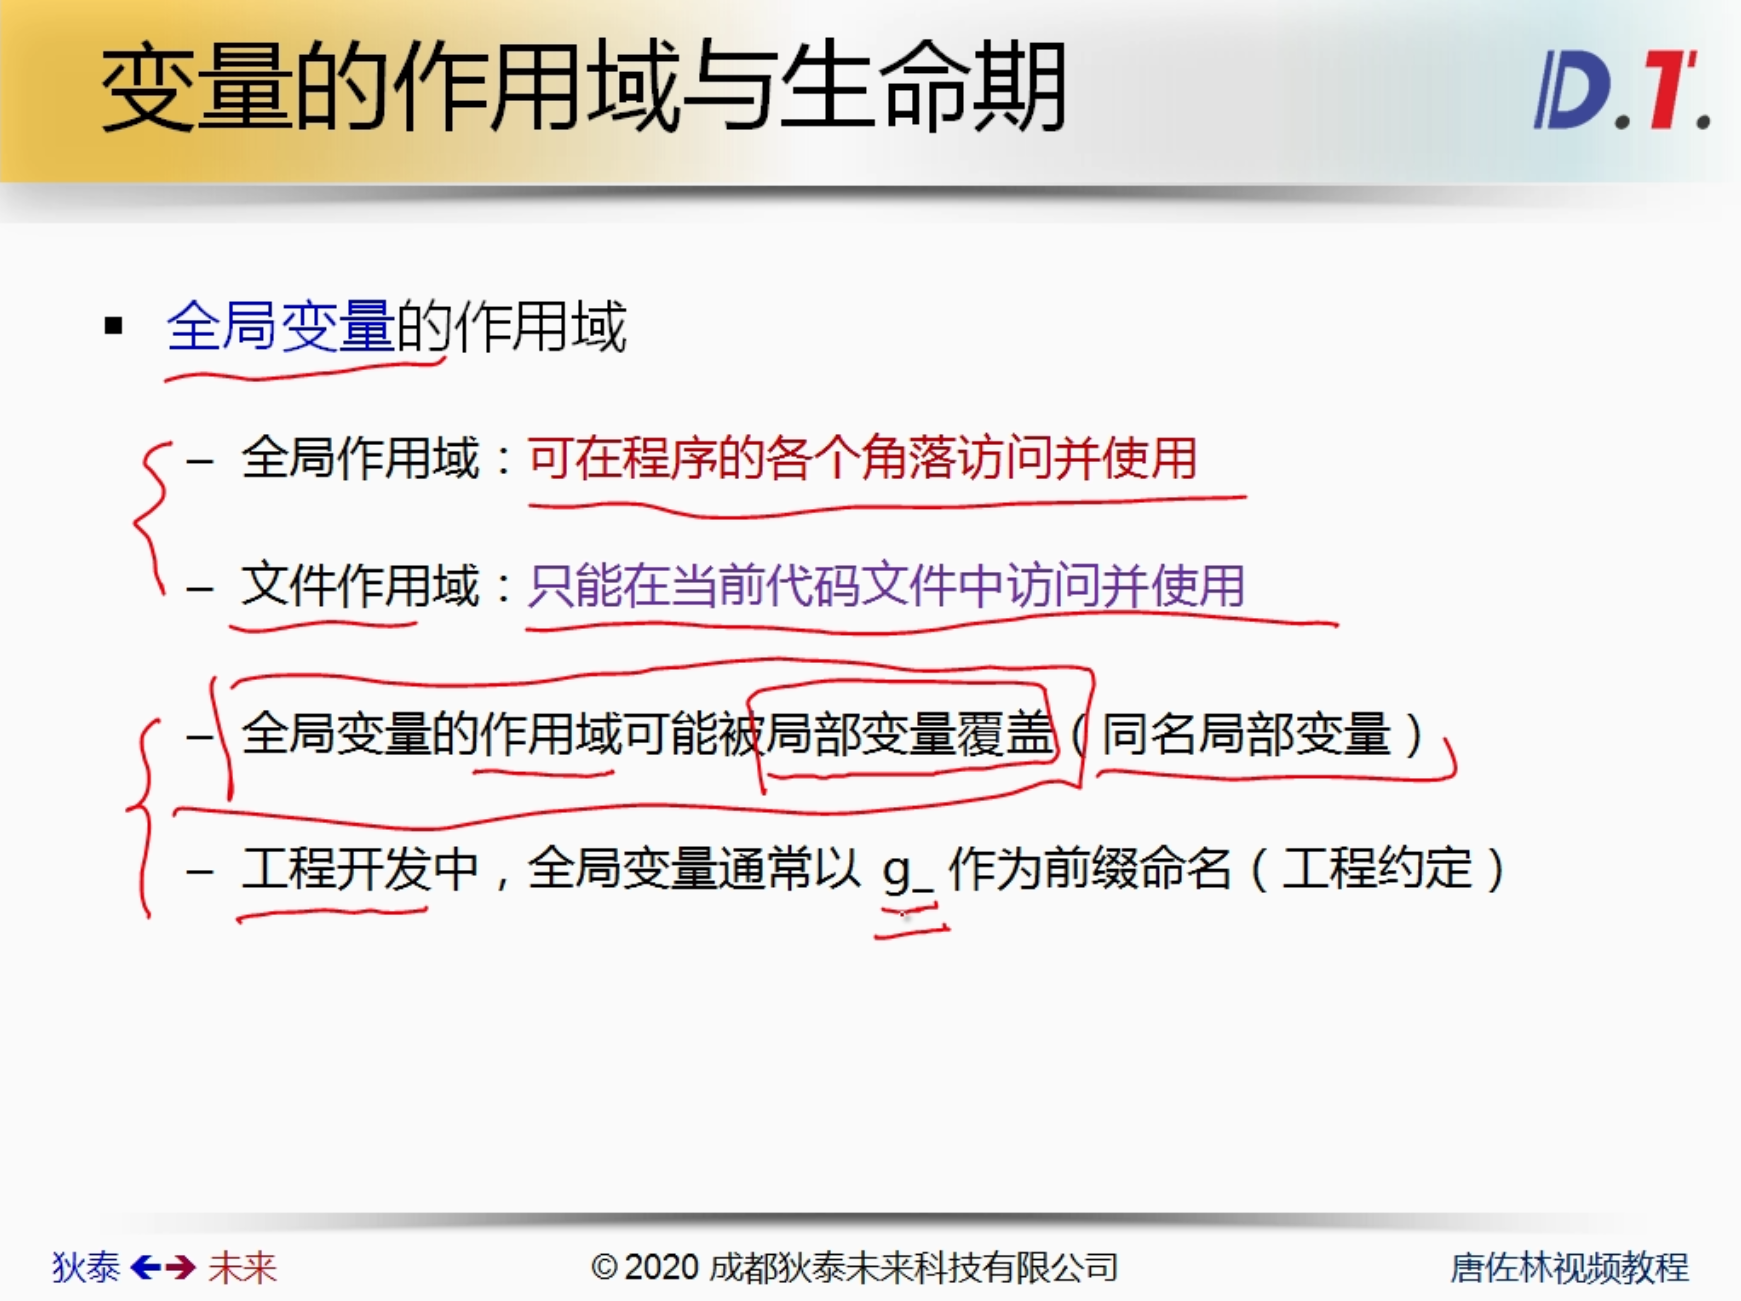 变量的作用域与生命期
D.T.
▪ 全局变量的作用域
– 全局作用域：可在程序的各个角落访问并使用
– 文件作用域：只能在当前代码文件中访问并使用
– 全局变量的作用域可能被局部变量覆盖（同名局部变量）
– 工程开发中，全局变量通常以 g_ 作为前缀命名（工程约定）
狄泰 未来
© 2020 成都狄泰未来科技有限公司
唐佐林视频教程